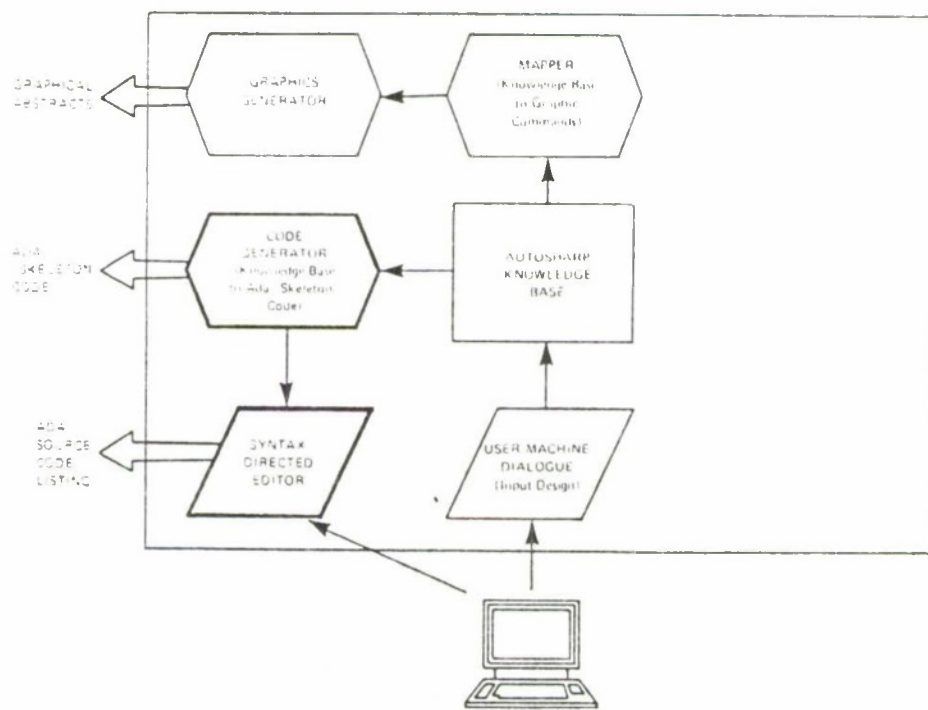 GRAPHICAL
ABSTRACTS
GRAPHICS
GENERATOR
MAPPER
(Knowledge Base
to Graphic
Commands)
ADA
SKELETON
CODE
CODE
GENERATOR
(Knowledge Base
to Ada Skeleton
Code)
AUTOSHARP
KNOWLEDGE
BASE
ADA
SOURCE
CODE
LISTING
SYNTAX
DIRECTED
EDITOR
USER MACHINE
DIALOGUE
(Input Design)